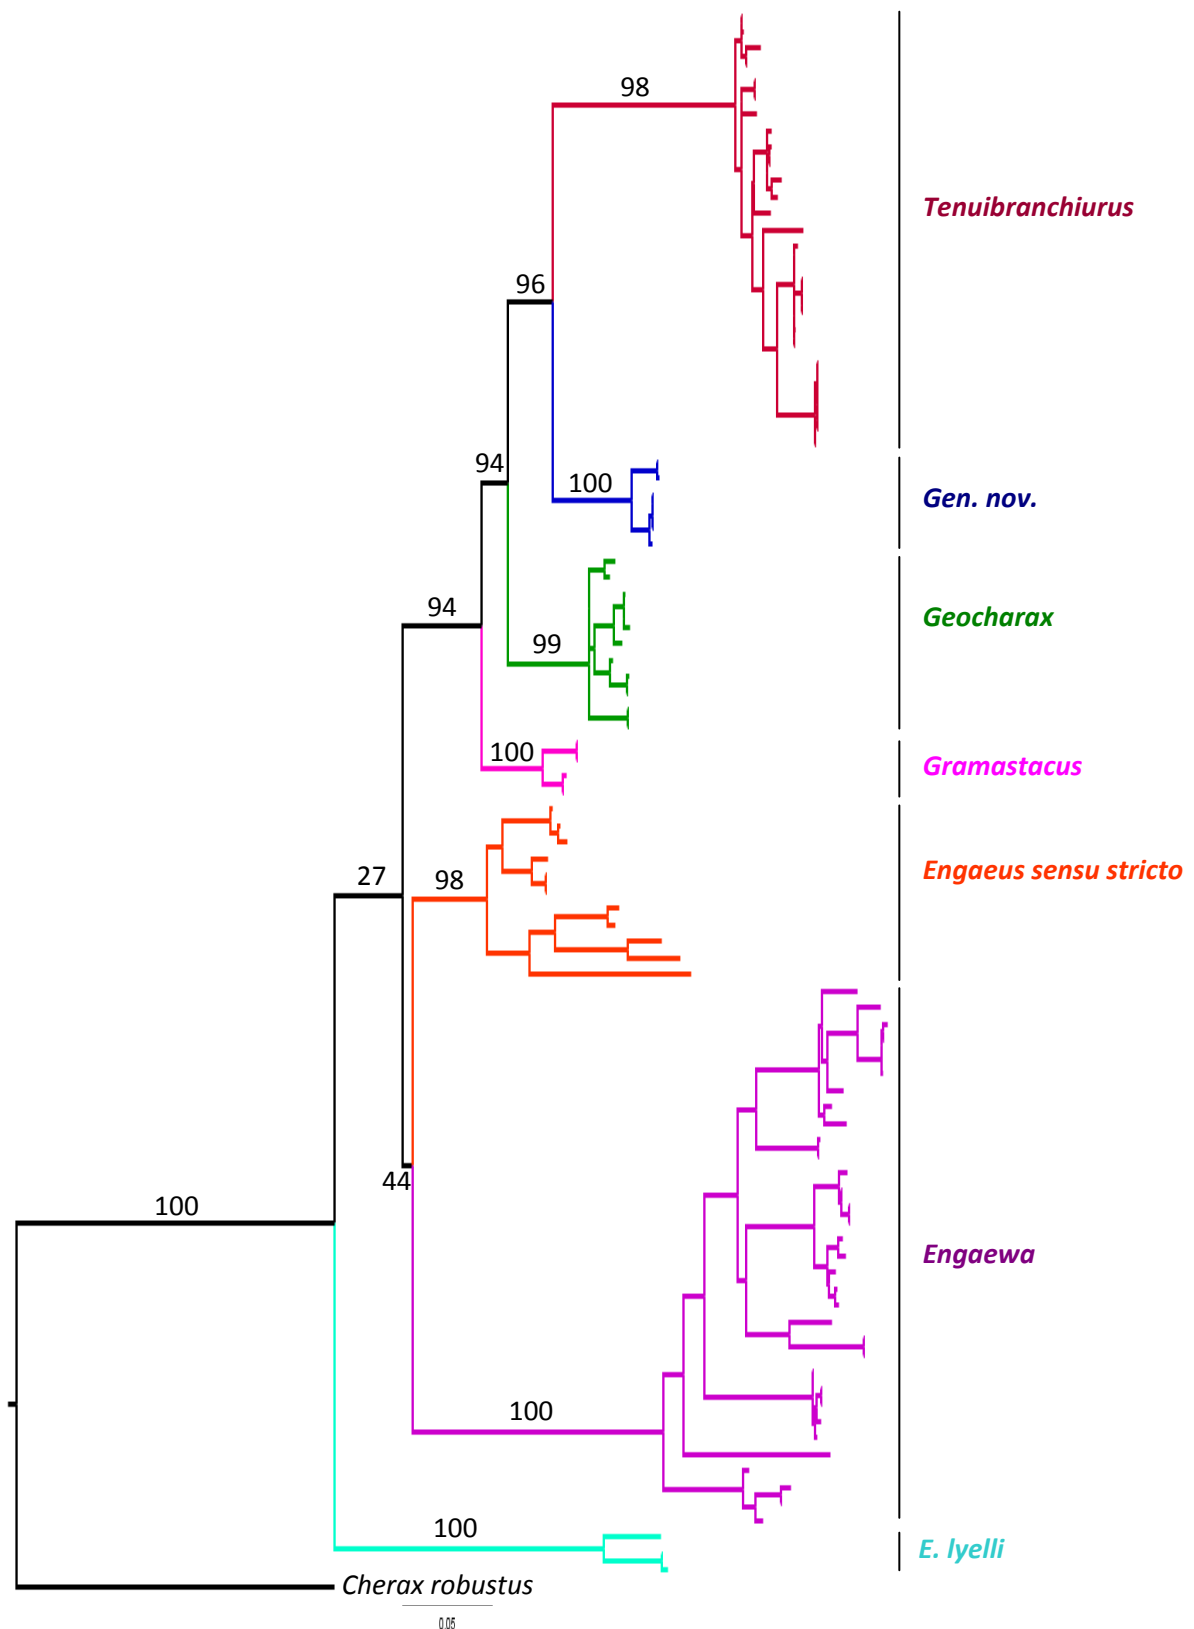 98
Tenuibranchiurus
96
94
100
Gen. nov.
94
99
Geocharax
100
Gramastacus
27
98
Engaeus sensu stricto
44
100
Engaewa
100
100
E. lyelli
Cherax robustus
0.05